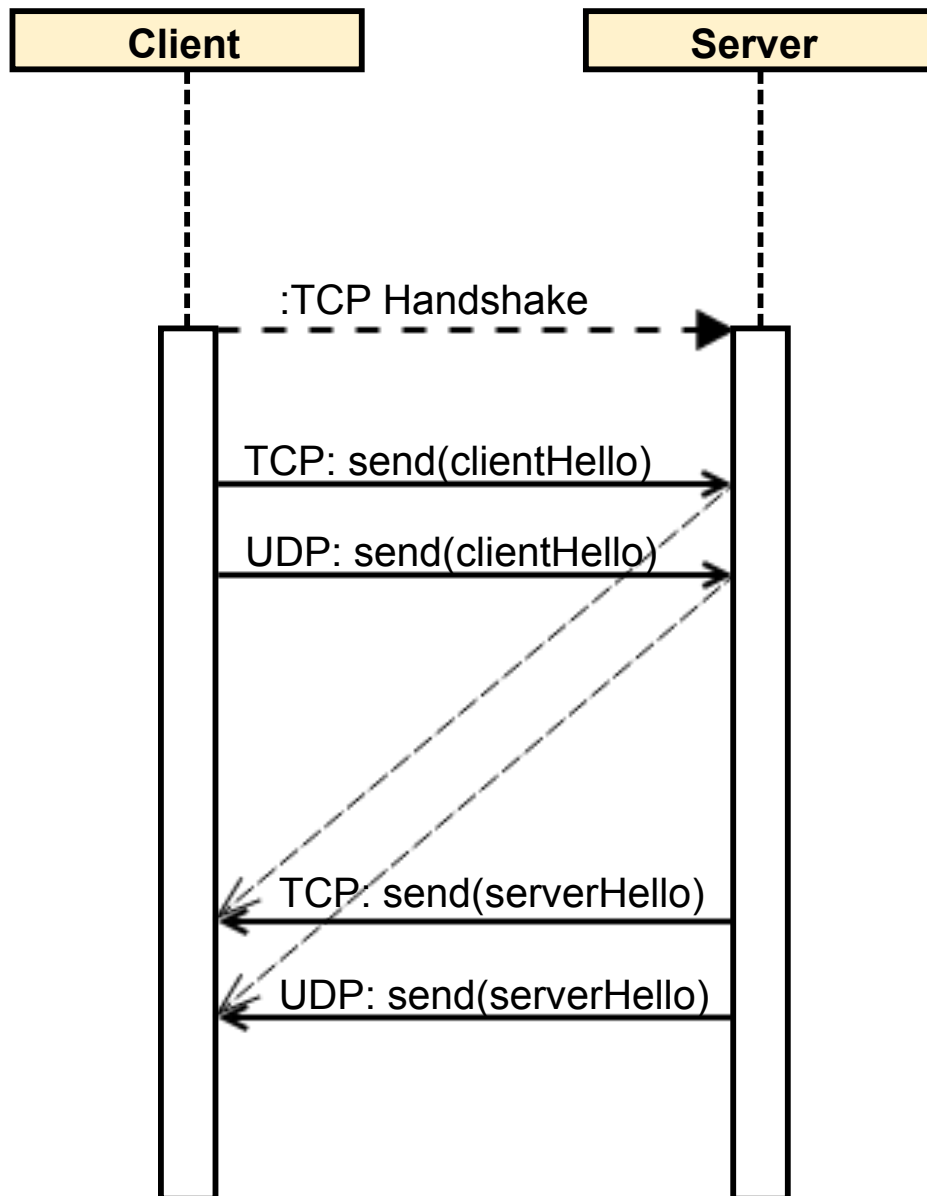 Client
Server
:TCP Handshake
TCP: send(clientHello)
UDP: send(clientHello)
TCP: send(serverHello)
UDP: send(serverHello)